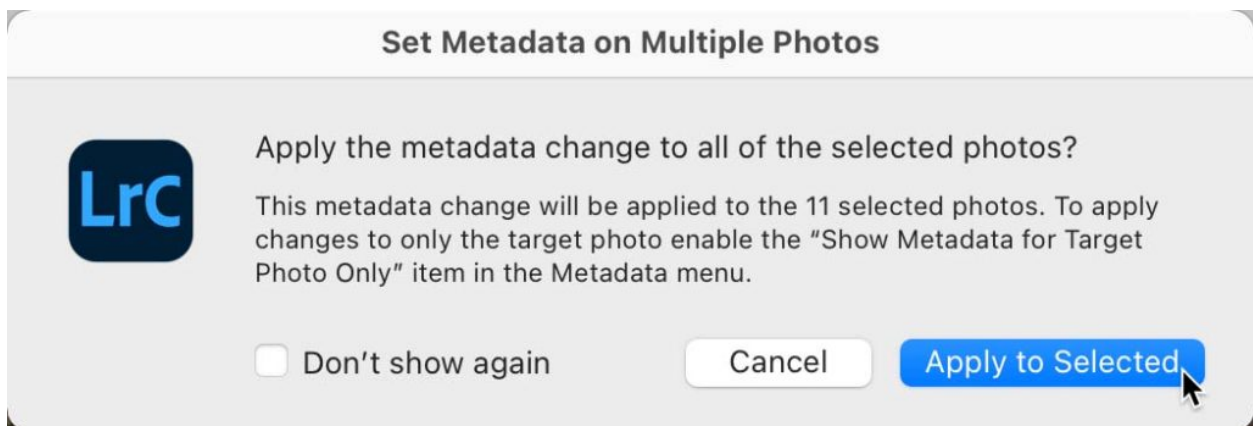 Set Metadata on Multiple Photos
Apply the metadata change to all of the selected photos?
LrC
This metadata change will be applied to the 11 selected photos. To apply
changes to only the target photo enable the “Show Metadata for Target
Photo Only” item in the Metadata menu.
Don’t show again
Cancel
Apply to Selected